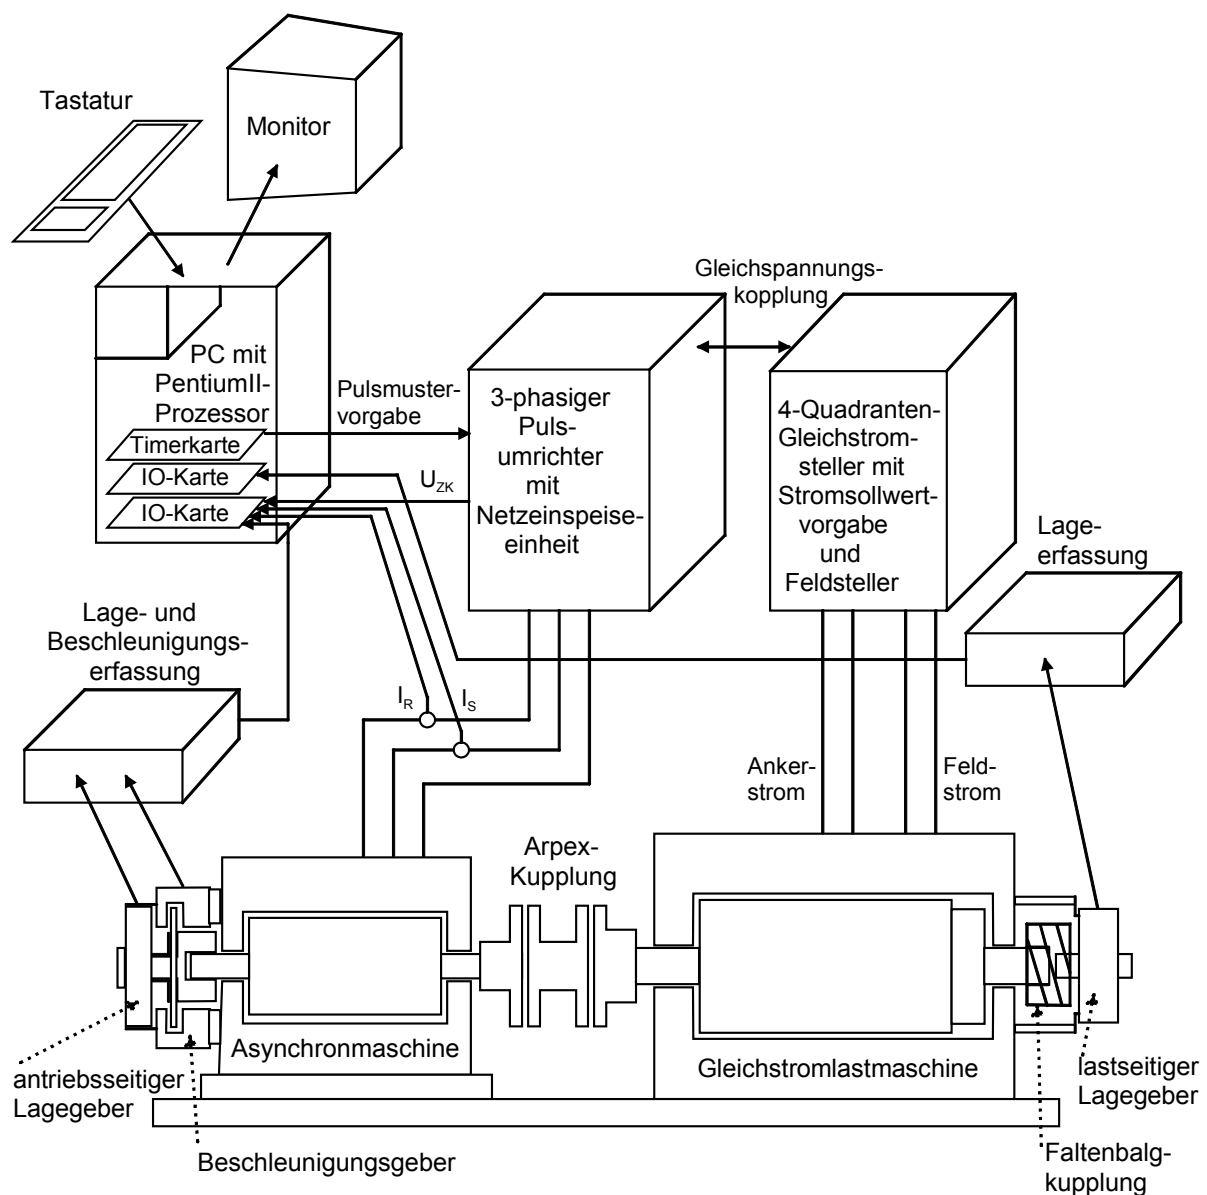 Tastatur
Monitor
Gleichspannungs-
kopplung
PC mit
PentiumII-
Prozessor
Timerkarte
IO-Karte
IO-Karte
Pulsmuster-
vorgabe
U_ZK
3-phasiger
Puls-
umrichter
mit
Netzeinspeise-
einheit
4-Quadranten-
Gleichstrom-
steller mit
Stromsollwert-
vorgabe
und
Feldsteller
Lage-
erfassung
Lage- und
Beschleunigungs-
erfassung
I_R
I_S
Anker-
strom
Feld-
strom
Arpex-
Kupplung
Asynchronmaschine
Gleichstromlastmaschine
antriebsseitiger
Lagegeber
lastseitiger
Lagegeber
Beschleunigungsgeber
Faltenbalg-
kupplung